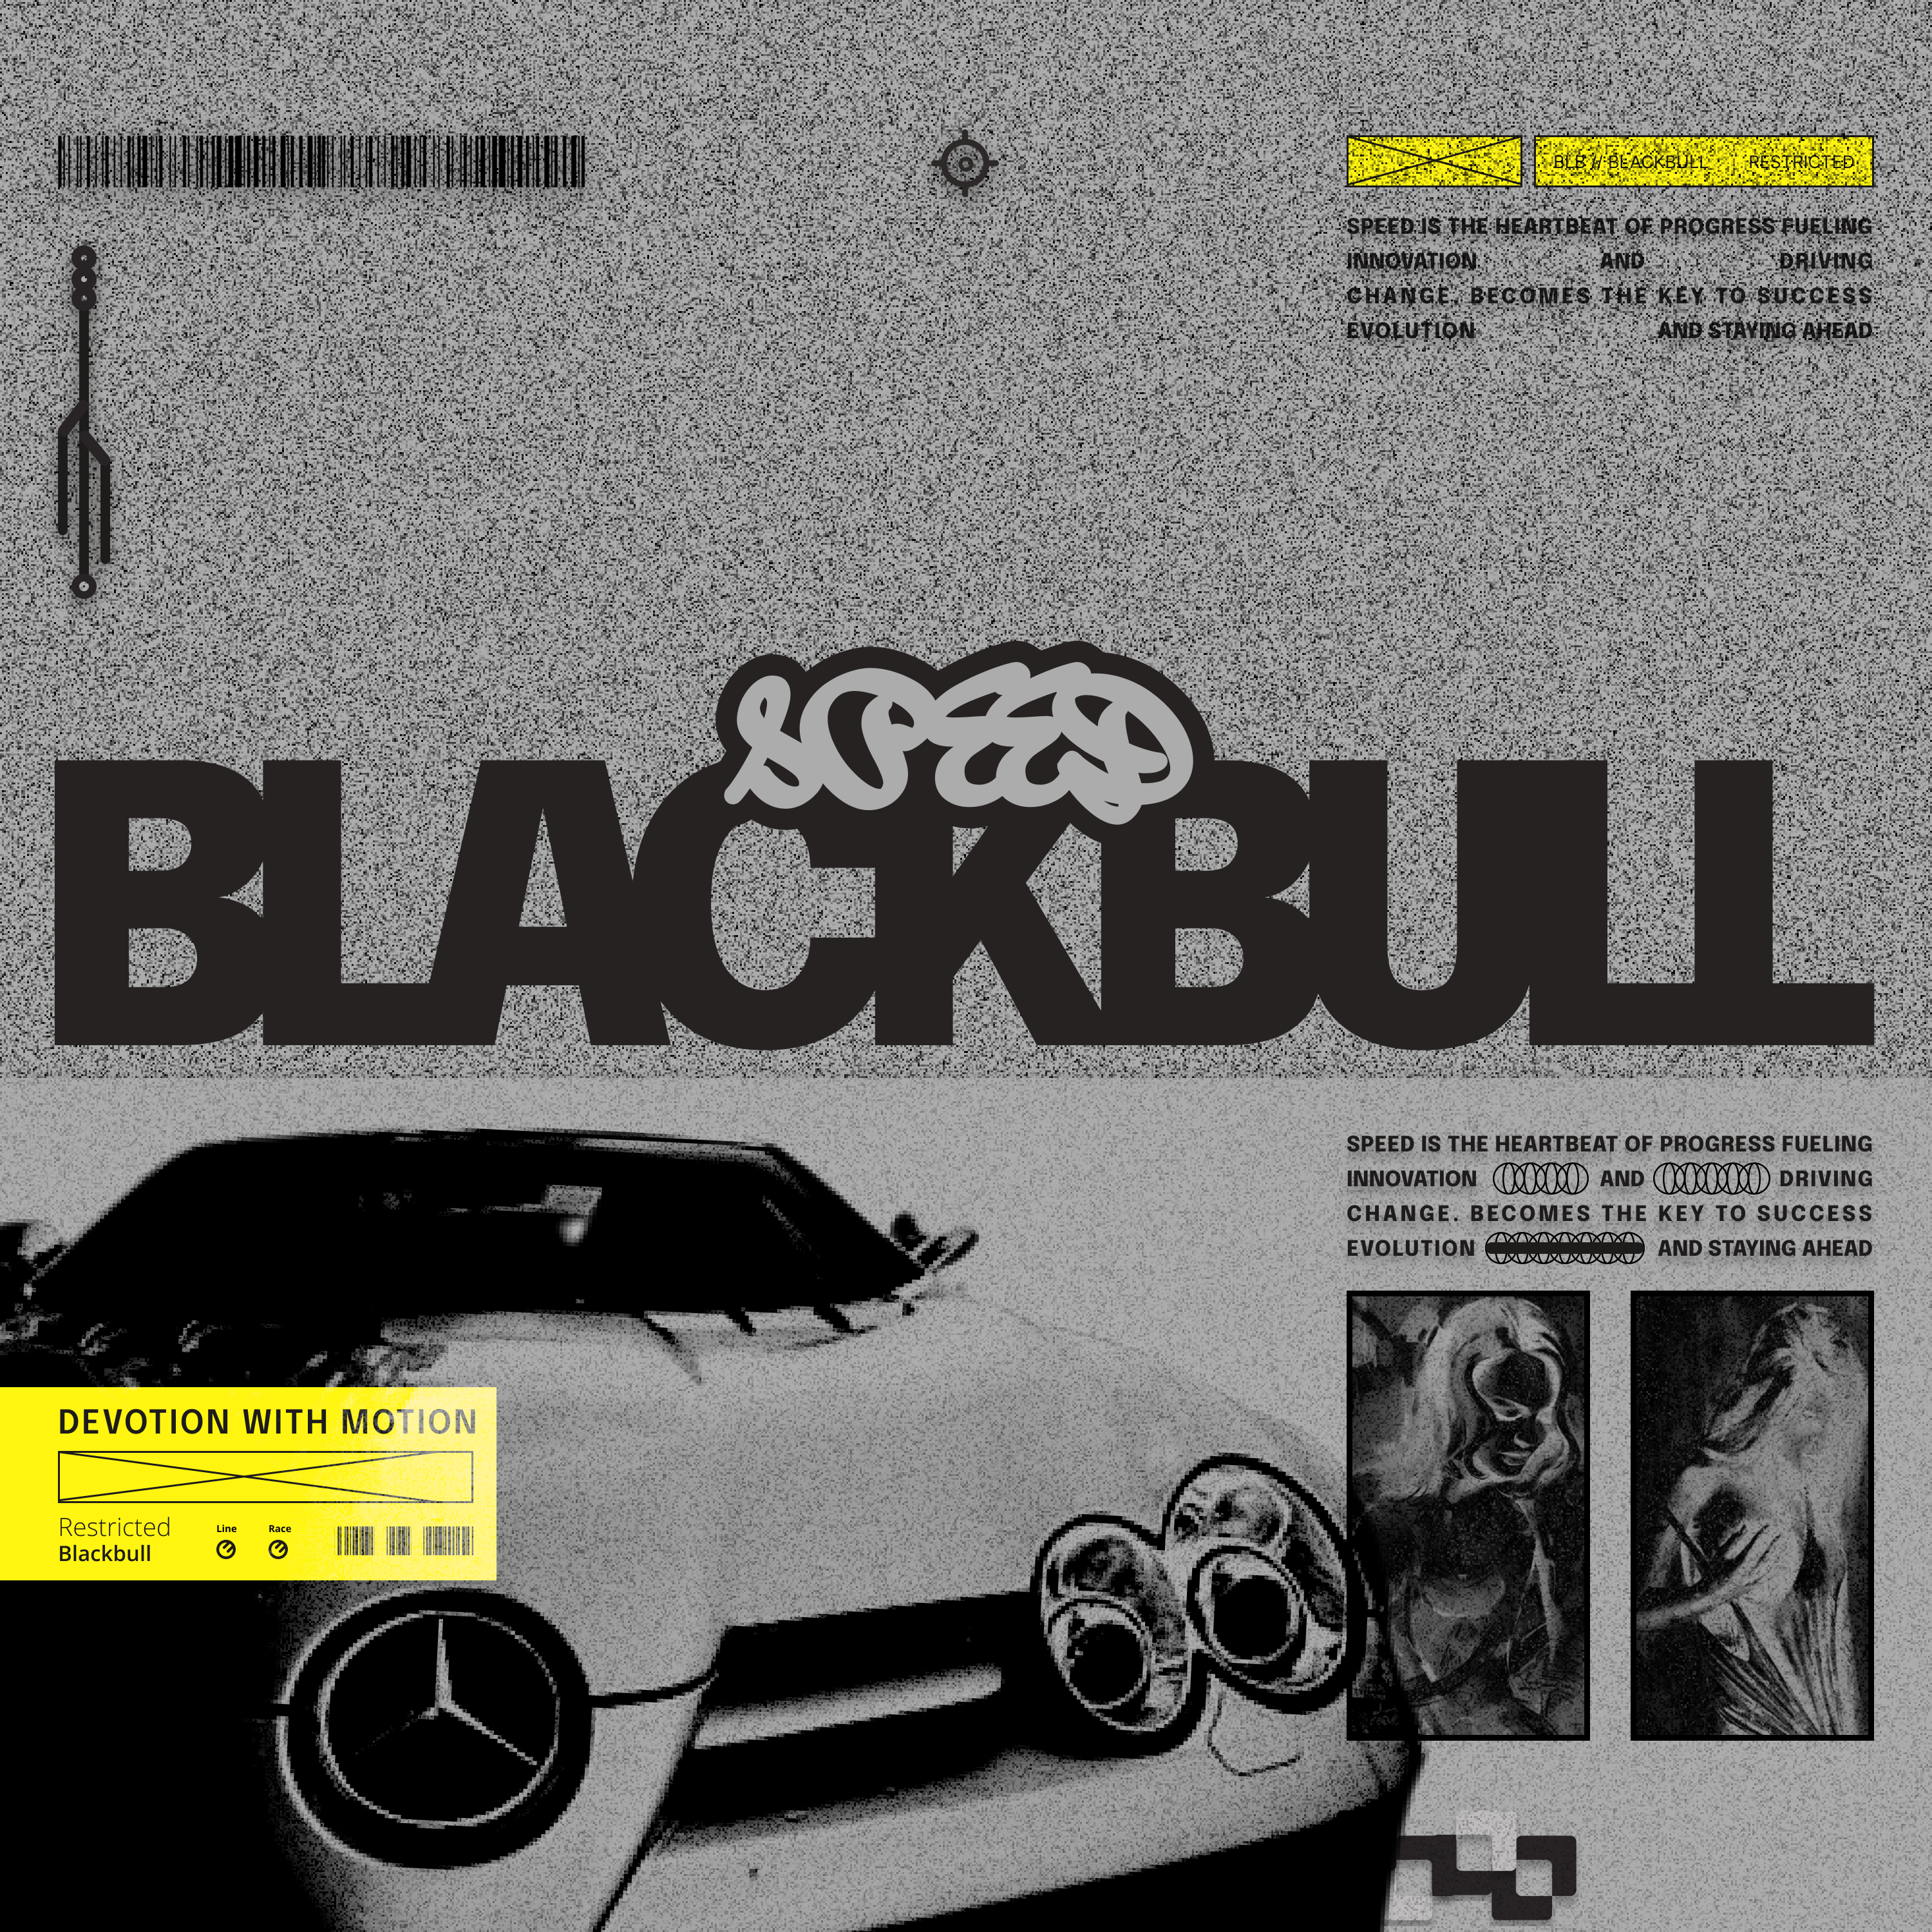 BLB // BLACKBULL RESTRICTED
SPEED IS THE HEARTBEAT OF PROGRESS FUELING
INNOVATION AND DRIVING
CHANGE. BECOMES THE KEY TO SUCCESS
EVOLUTION AND STAYING AHEAD
SPEED
BLACKBULL
SPEED IS THE HEARTBEAT OF PROGRESS FUELING
INNOVATION AND DRIVING
CHANGE. BECOMES THE KEY TO SUCCESS
EVOLUTION AND STAYING AHEAD
DEVOTION WITH MOTION
Restricted
Blackbull
Line Race